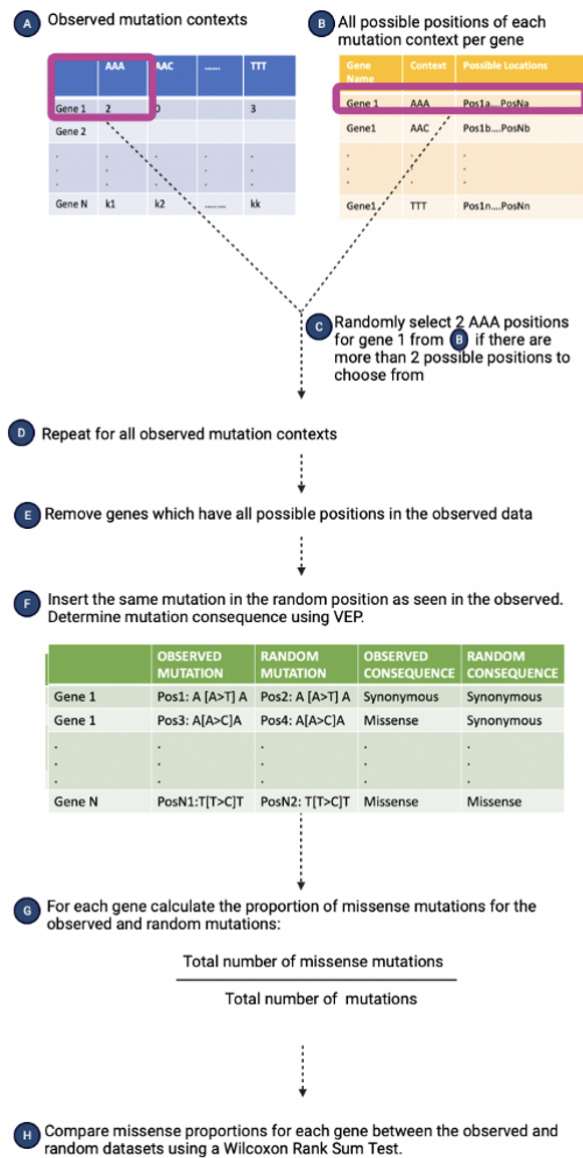 A Observed mutation contexts
B All possible positions of each
mutation context per gene
AAA AAC ...... TTT
Gene 1 2 0 3
Gene 2
. . . .
. . . .
. . . .
Gene N k1 k2 ......... kk
Gene
Name Context Possible Locations
Gene 1 AAA Pos1a....PosNa
Gene1 AAC Pos1b....PosNb
. . .
. . .
. . .
Gene1 TTT Pos1n....PosNn
C Randomly select 2 AAA positions
for gene 1 from B if there are
more than 2 possible positions to
choose from
D Repeat for all observed mutation contexts
E Remove genes which have all possible positions in the observed data
F Insert the same mutation in the random position as seen in the observed.
Determine mutation consequence using VEP.
OBSERVED RANDOM OBSERVED RANDOM
MUTATION MUTATION CONSEQUENCE CONSEQUENCE
Gene 1 Pos1: A [A>T] A Pos2: A [A>T] A Synonymous Synonymous
Gene 1 Pos3: A[A>C]A Pos4: A[A>C]A Missense Synonymous
. . . . .
. . . . .
. . . . .
Gene N PosN1:T[T>C]T PosN2: T[T>C]T Missense Missense
G For each gene calculate the proportion of missense mutations for the
observed and random mutations:
Total number of missense mutations
Total number of mutations
H Compare missense proportions for each gene between the observed and
random datasets using a Wilcoxon Rank Sum Test.